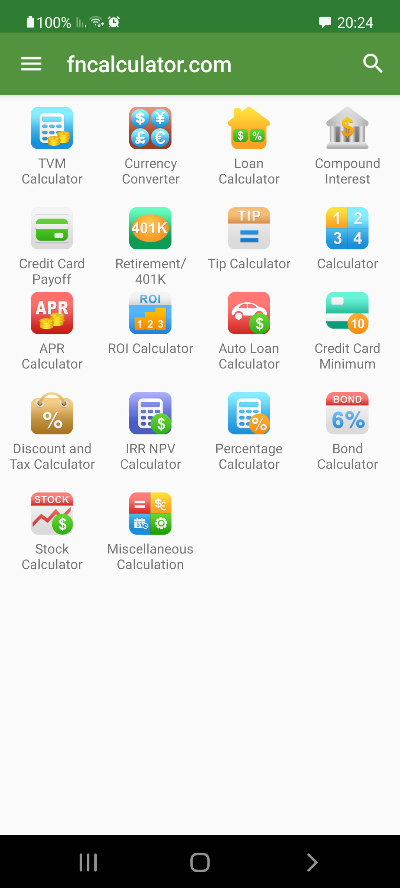 100% 20:24
fncalculator.com
$ ¥
£ €
$ %
$
TVM Currency Loan Compound
Calculator Converter Calculator Interest
401K
TIP
1 2
3 4
Credit Card Retirement/ Tip Calculator Calculator
Payoff 401K
APR
ROI
1 2 3
$
10
APR ROI Calculator Auto Loan Credit Card
Calculator Calculator Minimum
%
$
%
BOND
6%
Discount and IRR NPV Percentage Bond
Tax Calculator Calculator Calculator Calculator
STOCK
$
$€
Stock Miscellaneous
Calculator Calculation